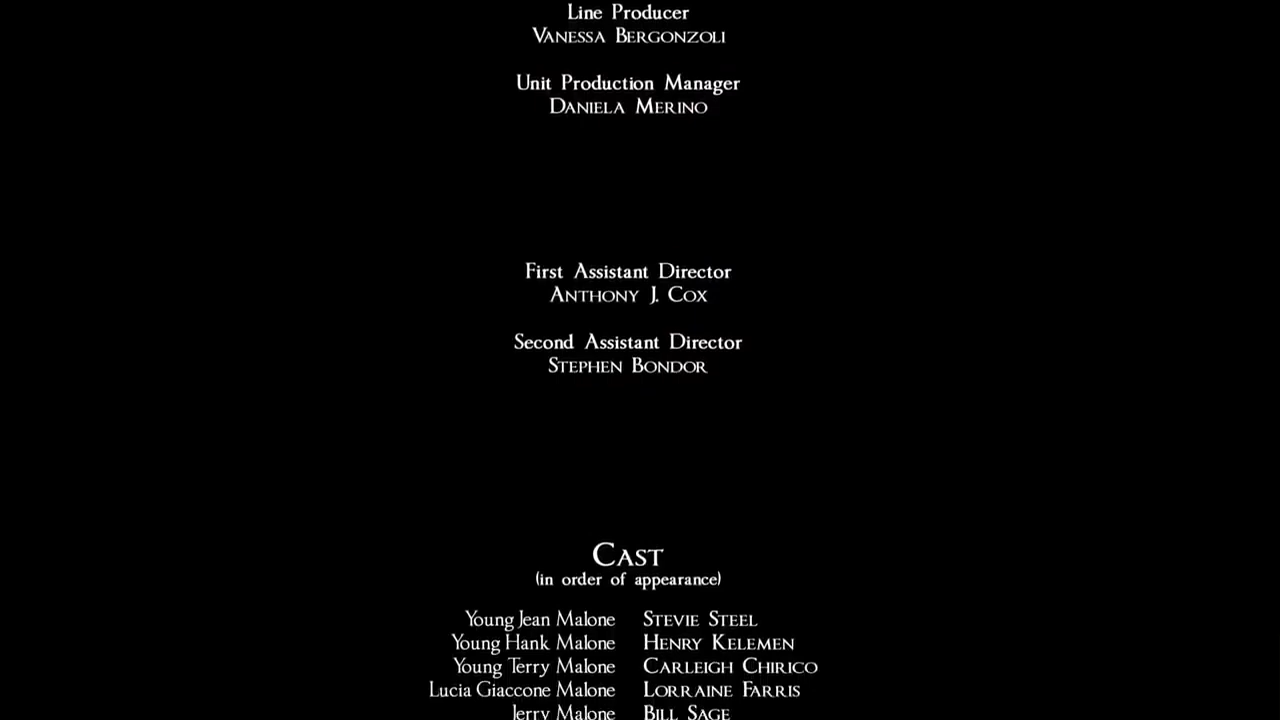 Line Producer
VANESSA BERGONZOLI
Unit Production Manager
DANIELA MERINO
First Assistant Director
ANTHONY J. COX
Second Assistant Director
STEPHEN BONDOR
CAST
(in order of appearance)
Young Jean Malone STEVIE STEEL
Young Hank Malone HENRY KELEMEN
Young Terry Malone CARLEIGH CHIRICO
Lucia Giaccone Malone LORRAINE FARRIS
Jerry Malone BILL SAGE